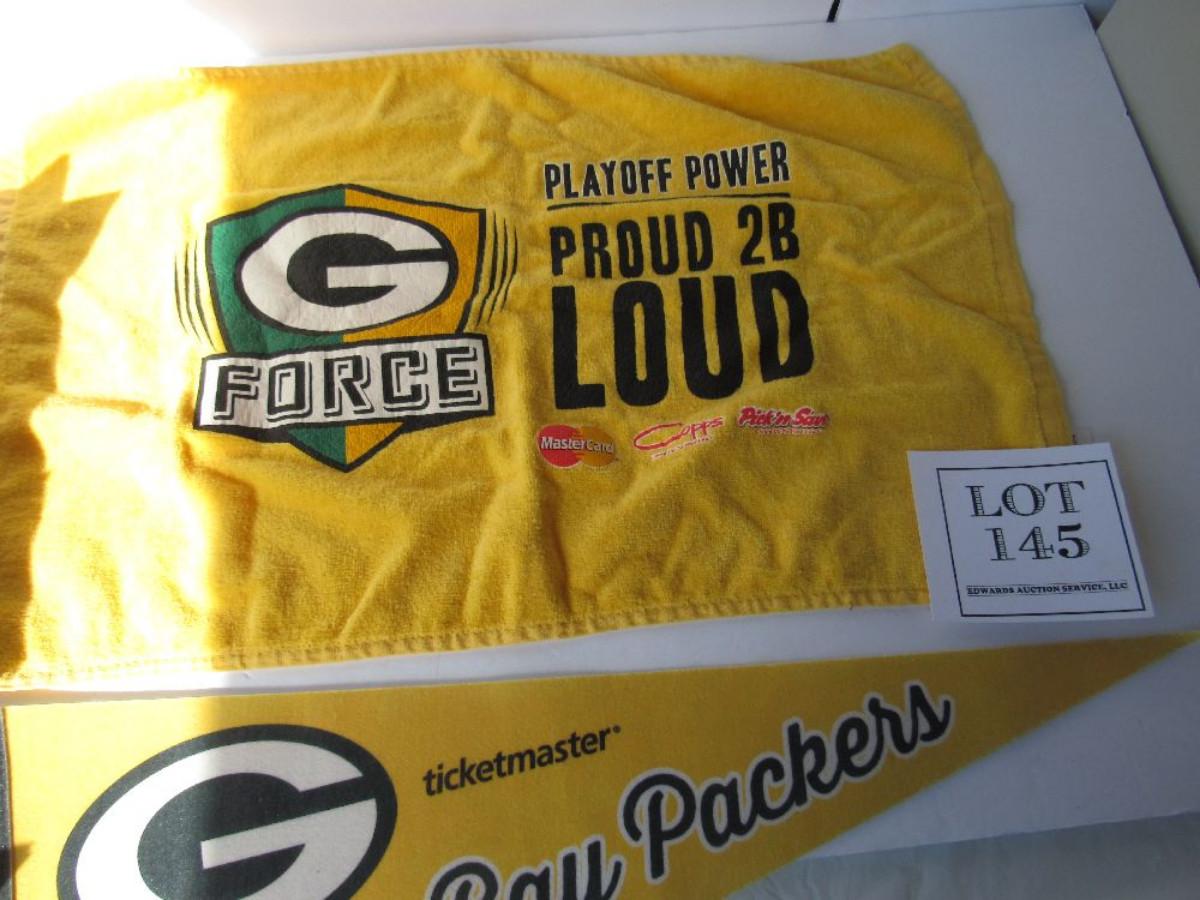 PLAYOFF POWER
PROUD 2B
LOUD
G
FORCE
MasterCard
Copps
Pick'n Save
LOT
145
EDWARDS AUCTION SERVICE, LLC
G
ticketmaster
Bay Packers